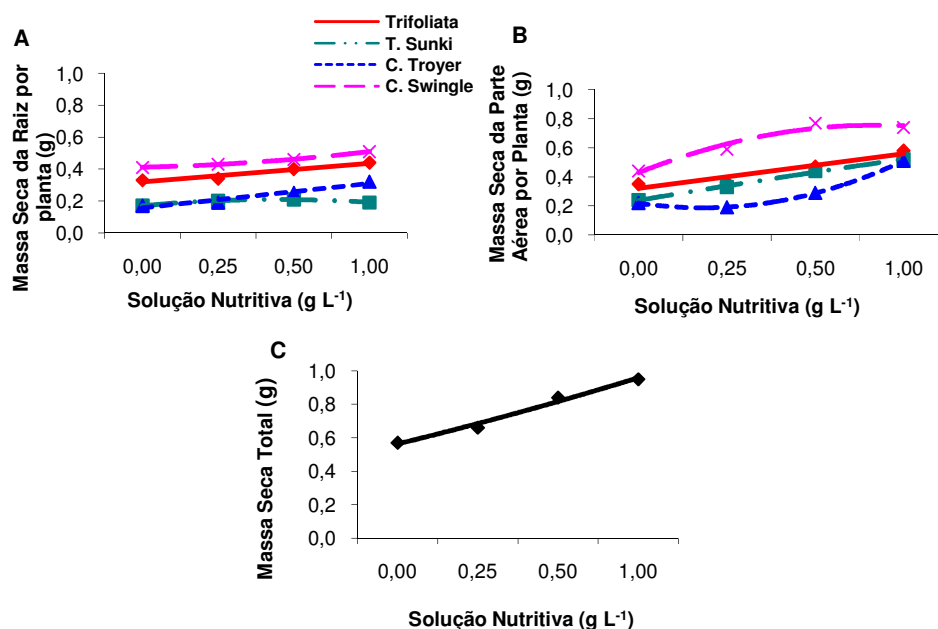 A
Trifoliata
T. Sunki
C. Troyer
C. Swingle
Massa Seca da Raiz por
planta (g)
1,0
0,8
0,6
0,4
0,2
0,0
0,00 0,25 0,50 1,00
Solução Nutritiva (g L-1)
B
Massa Seca da Parte
Aérea por Planta (g)
1,0
0,8
0,6
0,4
0,2
0,0
0,00 0,25 0,50 1,00
Solução Nutritiva (g L-1)
C
Massa Seca Total (g)
1,0
0,8
0,6
0,4
0,2
0,0
0,00 0,25 0,50 1,00
Solução Nutritiva (g L-1)